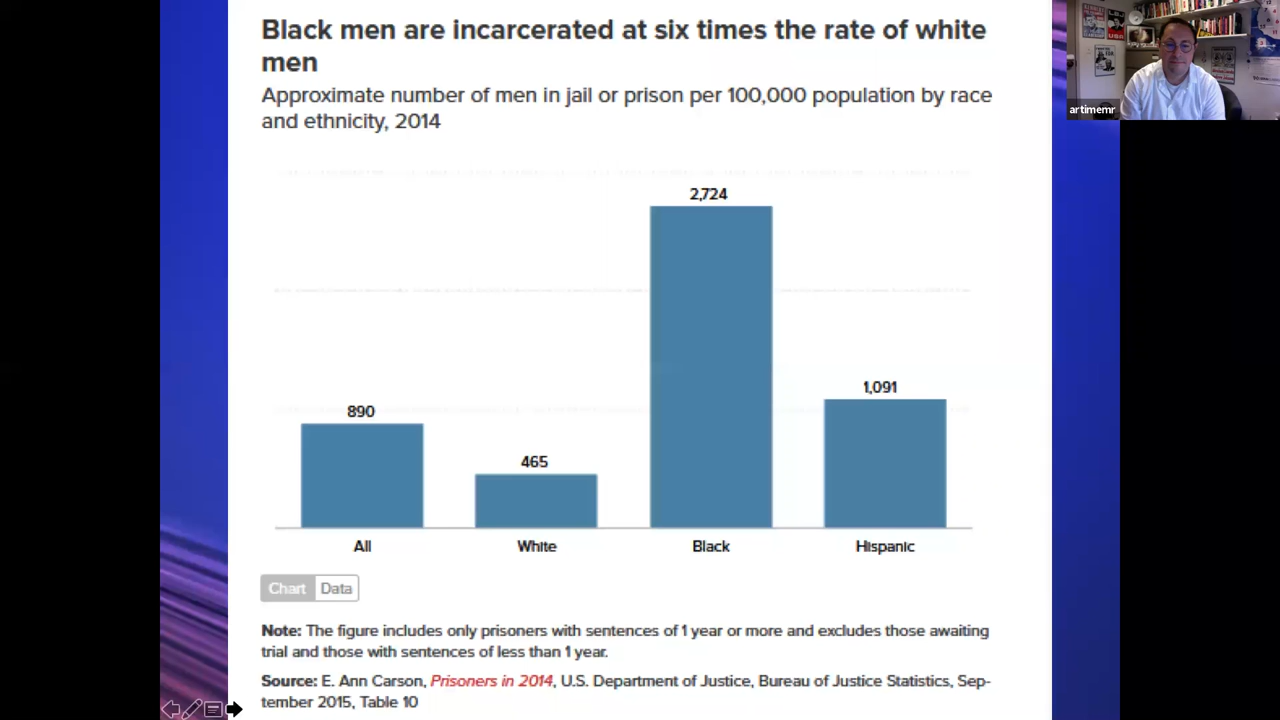 Black men are incarcerated at six times the rate of white
men
Approximate number of men in jail or prison per 100,000 population by race
and ethnicity, 2014
2,724
1,091
890
465
All
White
Black
Hispanic
Chart
Data
Note: The figure includes only prisoners with sentences of 1 year or more and excludes those awaiting
trial and those with sentences of less than 1 year.
Source: E. Ann Carson, Prisoners in 2014, U.S. Department of Justice, Bureau of Justice Statistics, Sep-
tember 2015, Table 10
artimemr